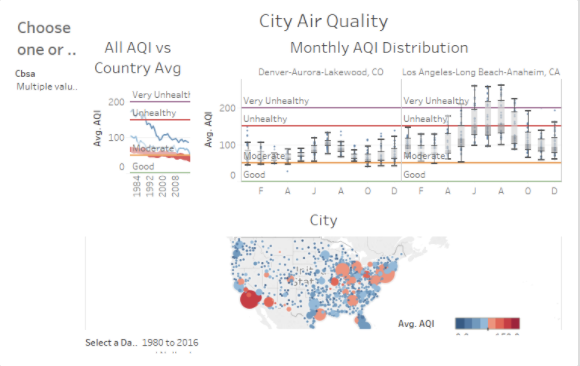 City Air Quality
Choose
one or ..
Cbsa
Multiple valu..
All AQI vs
Country Avg
Avg. AQI
200
100
0
Very Unhealthy
Unhealthy
Moderate
Good
1984
1992
2000
2008
Monthly AQI Distribution
Denver-Aurora-Lakewood, CO
Los Angeles-Long Beach-Anaheim, CA
Avg. AQI
200
100
0
Very Unhealthy
Unhealthy
Moderate
Good
Very Unhealthy
Unhealthy
Moderate
Good
F A J A O D
F A J A O D
City
Avg. AQI
Select a Da.. 1980 to 2016